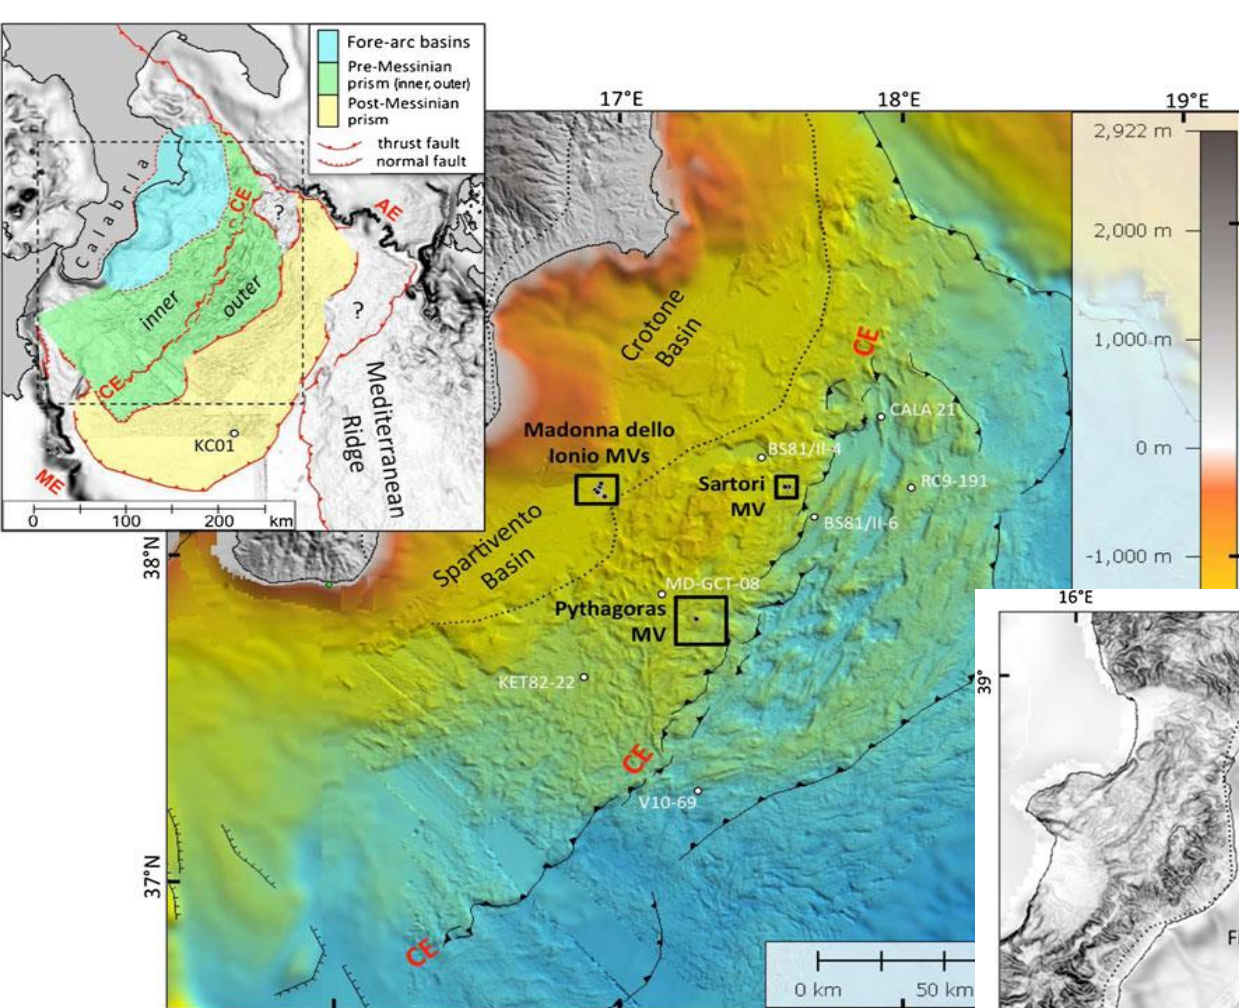 Fore-arc basins
Pre-Messinian
prism (inner, outer)
Post-Messinian
prism
thrust fault
normal fault
Calabria
CE
?
AE
inner
outer
?
CE
KC01
Mediterranean
Ridge
ME
0 100 200 km
17°E 18°E 19°E
2,922 m
2,000 m
1,000 m
0 m
-1,000 m
Crotone
Basin
CE
CALA 21
Madonna dello
Ionio MVs
BS81/II-4
Sartori
MV
RC9-191
BS81/II-6
Spartivento
Basin
38°N
MD-GCT-08
Pythagoras
MV
KET82-22
CE
V10-69
37°N
CE
0 km 50 km
16°E
39°